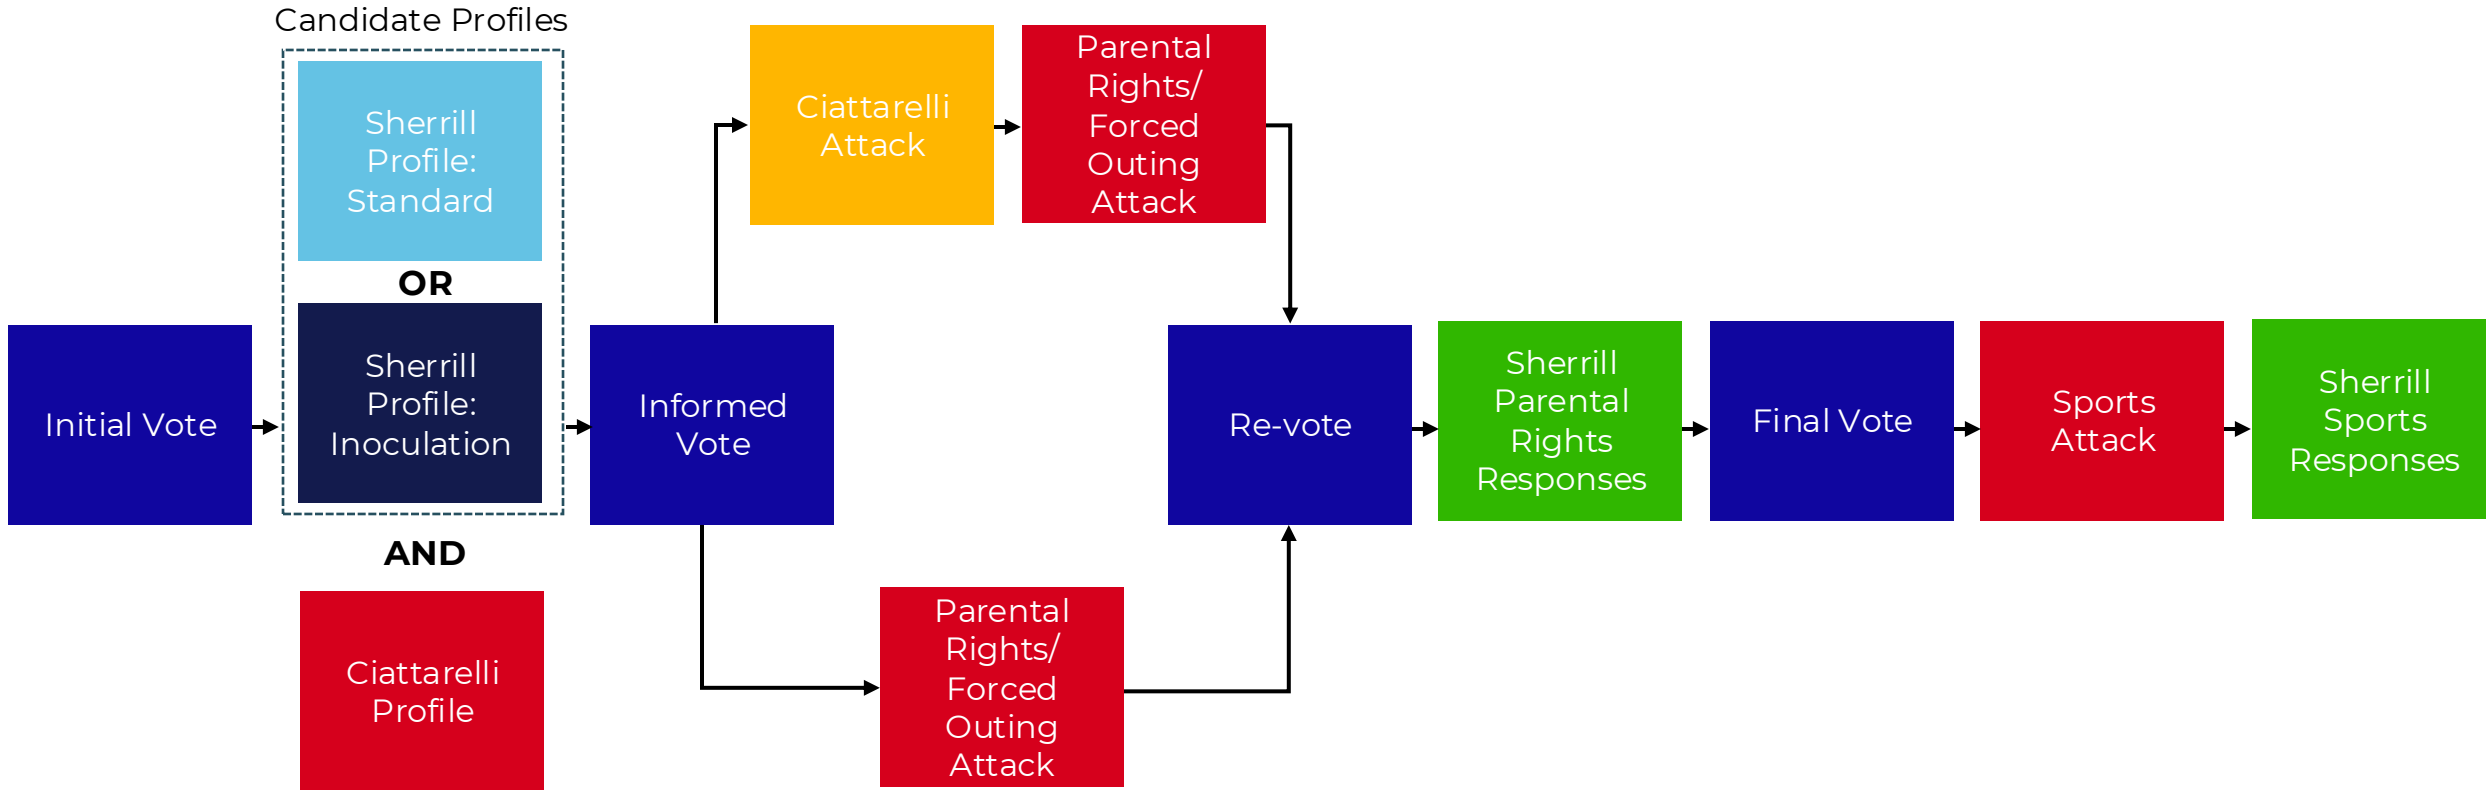 Candidate Profiles
Sherrill
Profile:
Standard
OR
Sherrill
Profile:
Inoculation
AND
Ciattarelli
Profile
Initial Vote
Informed
Vote
Ciattarelli
Attack
Parental
Rights/
Forced
Outing
Attack
Parental
Rights/
Forced
Outing
Attack
Re-vote
Sherrill
Parental
Rights
Responses
Final Vote
Sports
Attack
Sherrill
Sports
Responses